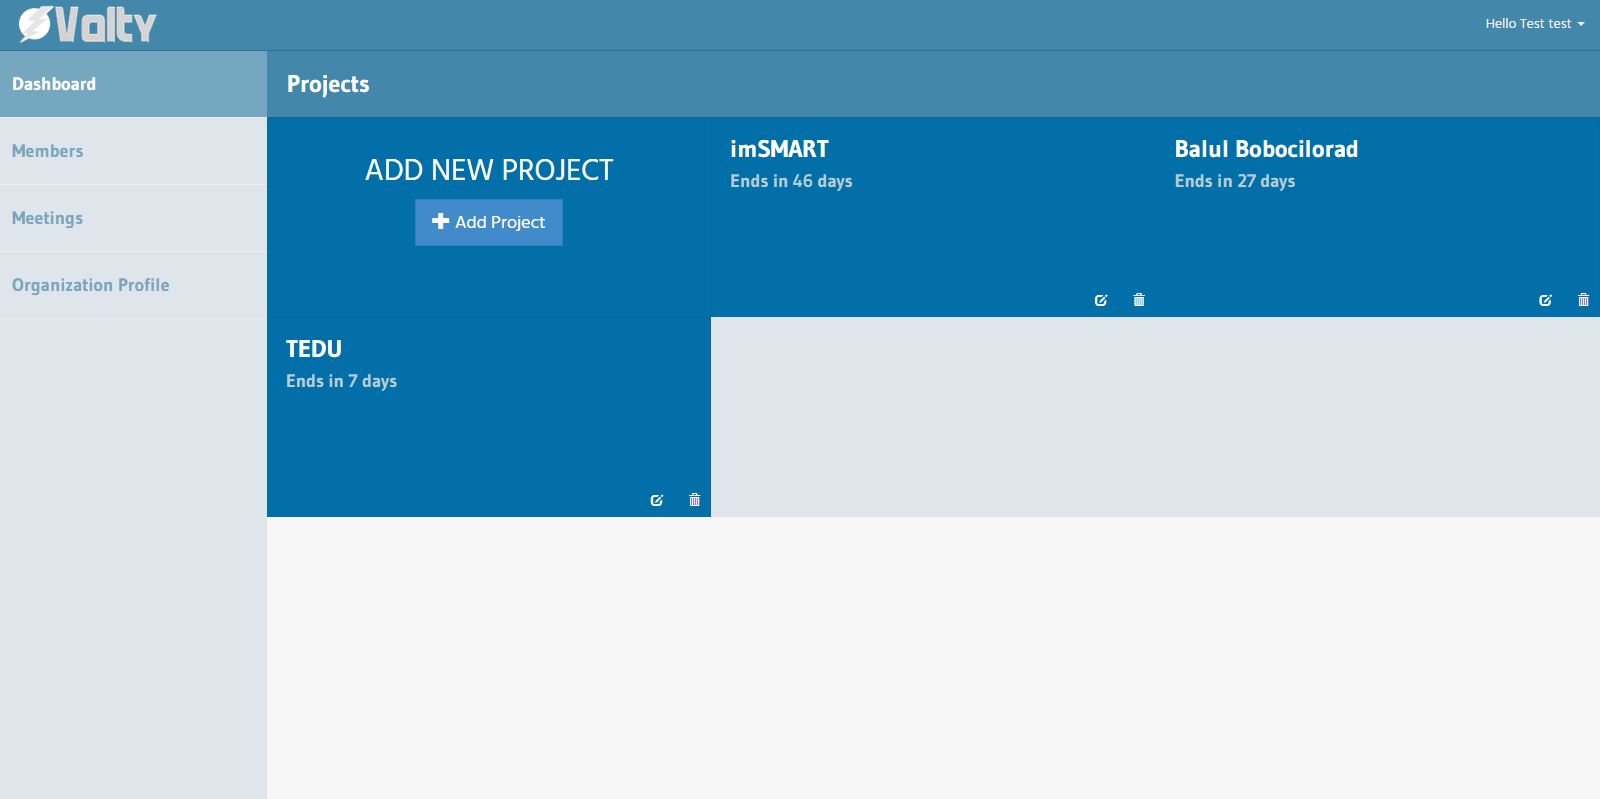 Volty
Hello Test test
Dashboard
Members
Meetings
Organization Profile
Projects
ADD NEW PROJECT
Add Project
imSMART
Ends in 46 days
Balul Bobocilorad
Ends in 27 days
TEDU
Ends in 7 days